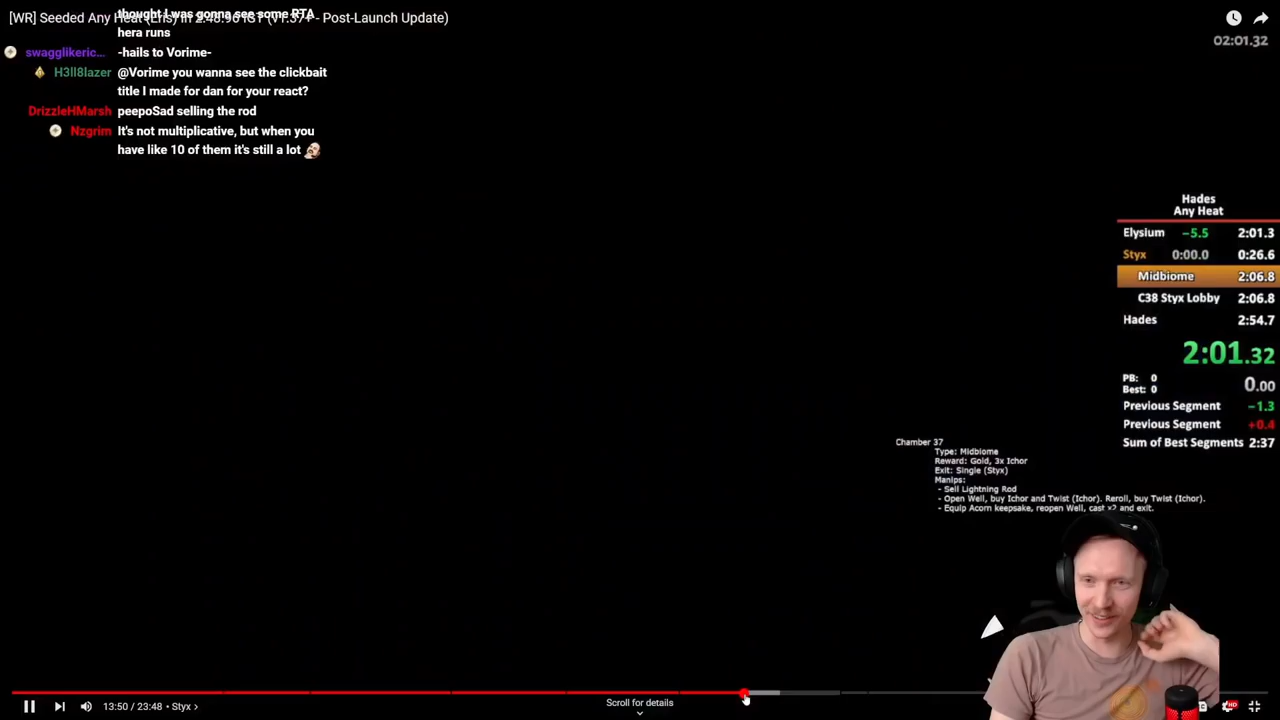 [WR] Seeded Any Heat in 2: - Post-Launch Update)
thought I was gonna see some RTA
hera runs
swagglikeric... -hails to Vorime-
H3ll8lazer @Vorime you wanna see the clickbait
title I made for dan for your react?
DrizzleHMarsh peepoSad selling the rod
Nzgrim It's not multiplicative, but when you
have like 10 of them it's still a lot
02:01.32
Hades
Any Heat
Elysium -5.5 2:01.3
Styx 0:00.0 0:26.6
Midbiome 2:06.8
C38 Styx Lobby 2:06.8
Hades 2:54.7
2:01.32
PB: 0
Best: 0
0.00
Previous Segment -1.3
Previous Segment +0.4
Sum of Best Segments 2:37
Chamber 37
Type: Midbiome
Reward: Gold, 3x Ichor
Exit: Single (Styx)
Manips:
- Sell Lightning Rod
- Open Well, buy Ichor and Twist (Ichor). Reroll, buy Twist (Ichor).
- Equip Acorn keepsake, reopen Well, cast x2 and exit.
13:50 / 23:48 • Styx >
Scroll for details
HD